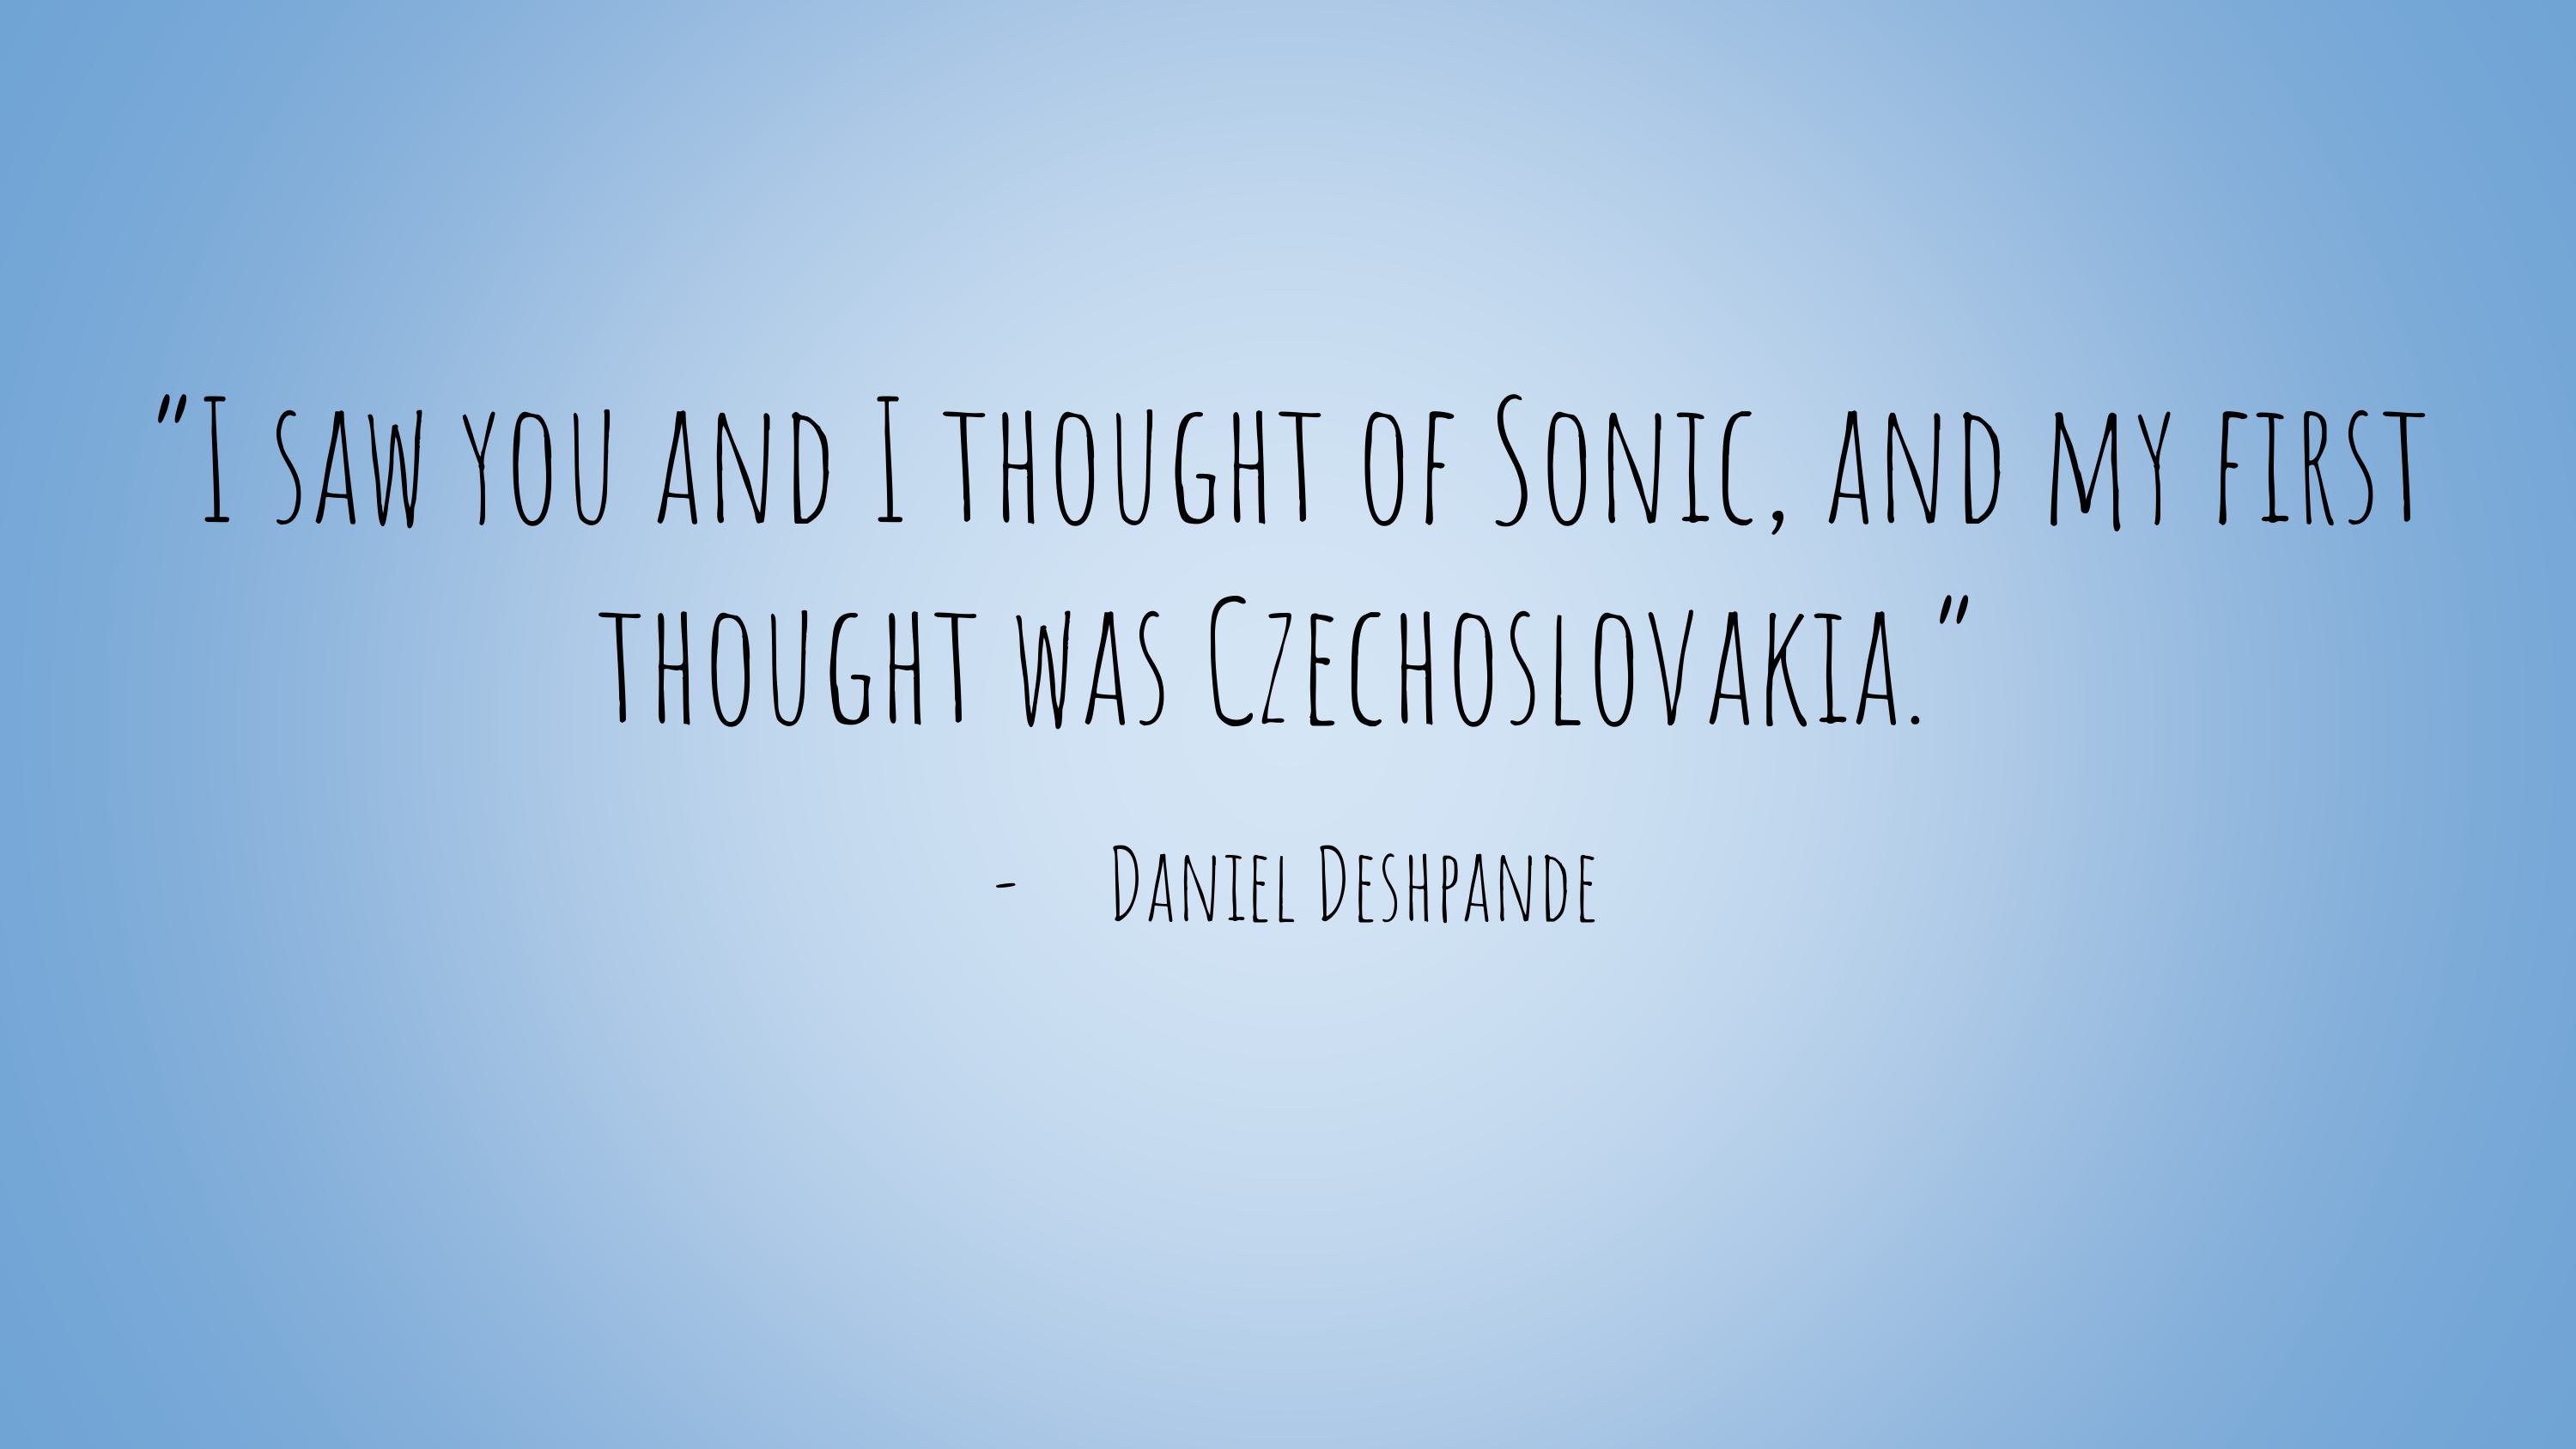 "I saw you and I thought of Sonic, and my first
thought was Czechoslovakia."
- Daniel Deshpande